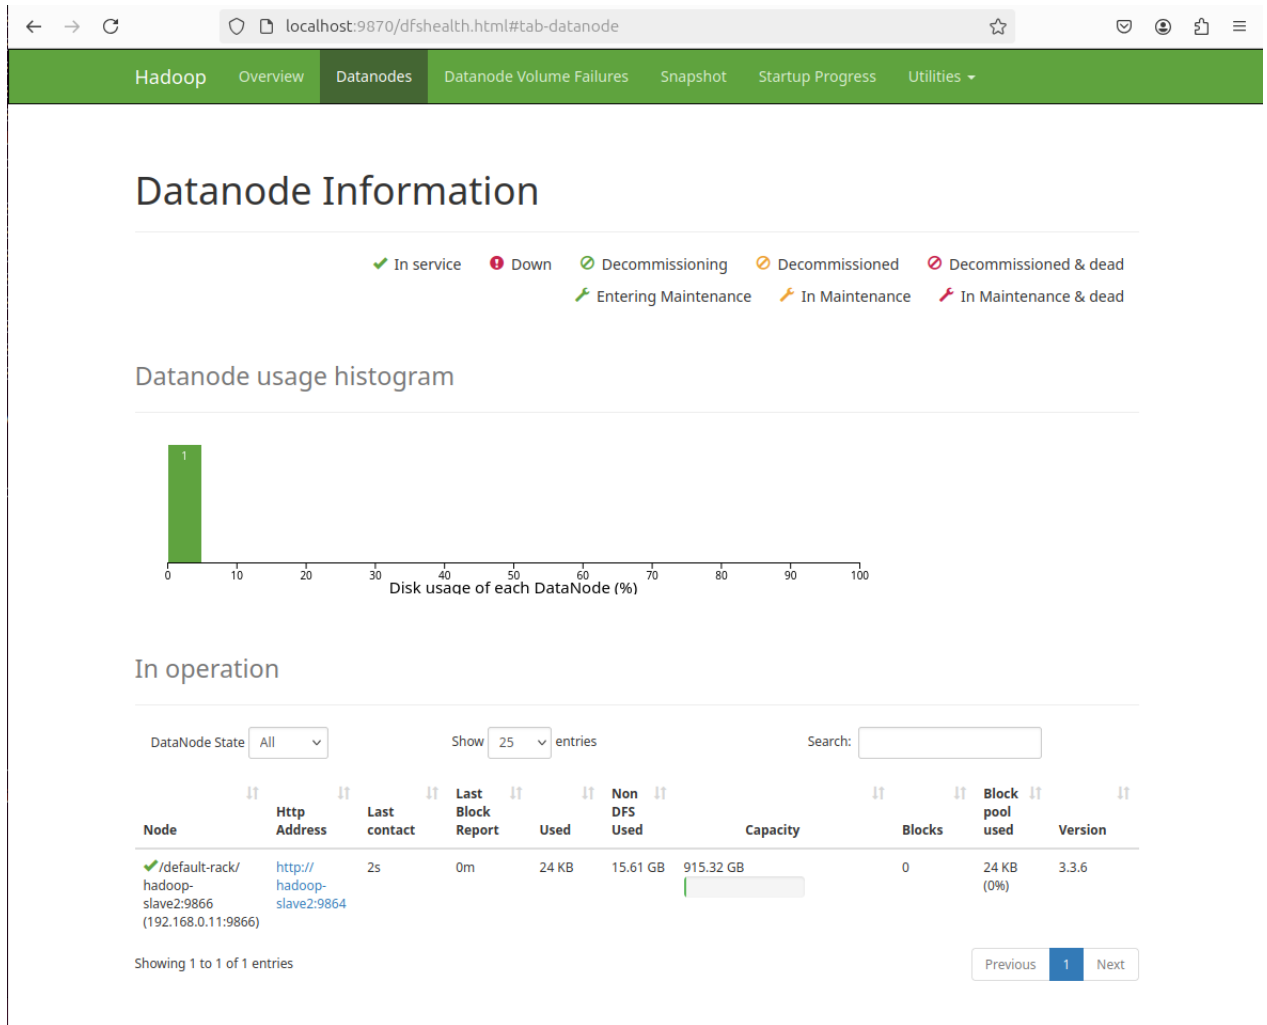 localhost:9870/dfshealth.html#tab-datanode
Hadoop Overview Datanodes Datanode Volume Failures Snapshot Startup Progress Utilities
Datanode Information
In service Down Decommissioning Decommissioned Decommissioned & dead
Entering Maintenance In Maintenance In Maintenance & dead
Datanode usage histogram
1
0 10 20 30 40 50 60 70 80 90 100
Disk usage of each DataNode (%)
In operation
DataNode State All Show 25 entries Search:
Node Http Address Last contact Last Block Report Used Non DFS Used Capacity Blocks Block pool used Version
/default-rack/ http:// 2s 0m 24 KB 15.61 GB 915.32 GB 0 24 KB 3.3.6
hadoop- hadoop- (0%)
slave2:9866 slave2:9864
(192.168.0.11:9866)
Showing 1 to 1 of 1 entries Previous 1 Next